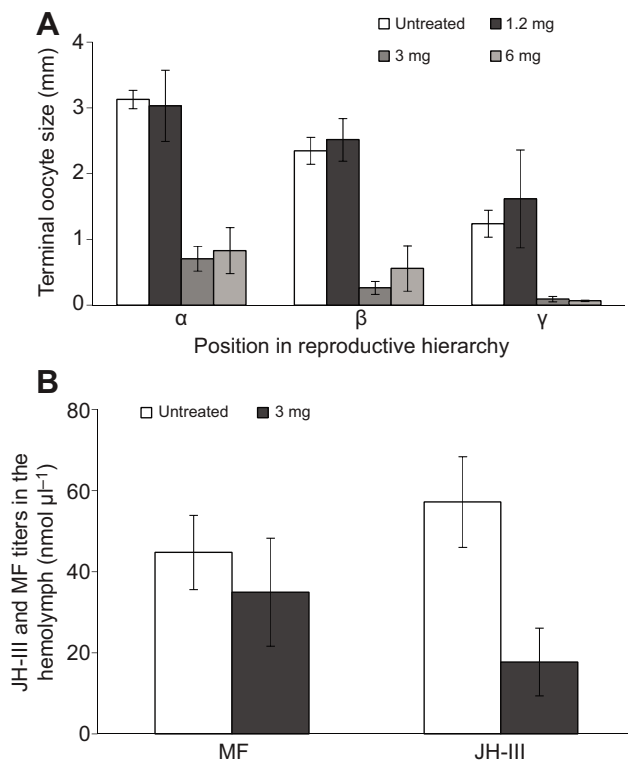 A
Untreated 1.2 mg
3 mg 6 mg
Terminal oocyte size (mm)
4
3
2
1
0
α β γ
Position in reproductive hierarchy
B
Untreated 3 mg
JH-III and MF titers in the
hemolymph (nmol μl⁻¹)
80
60
40
20
0
MF JH-III